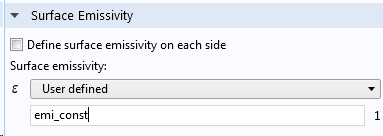 Surface Emissivity
Define surface emissivity on each side
Surface emissivity:
ε User defined
emi_const 1